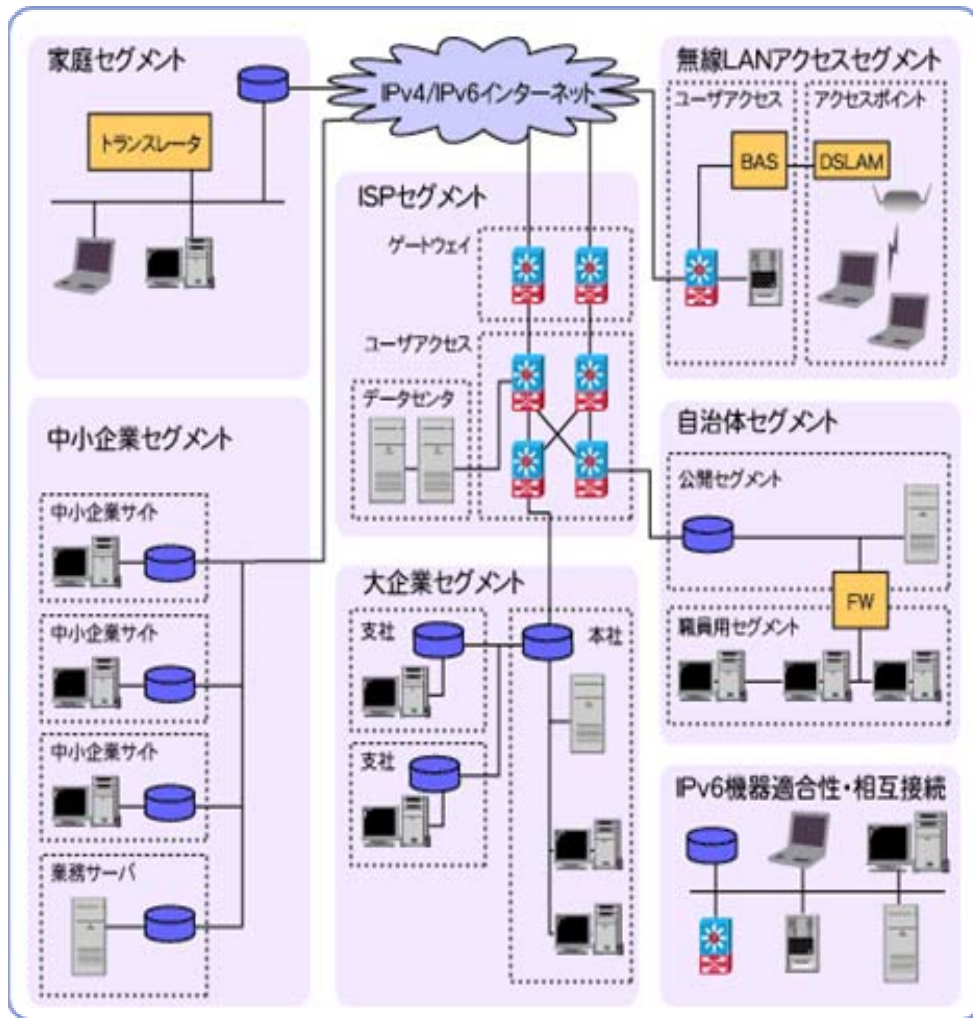 家庭セグメント
トランスレータ
IPv4/IPv6インターネット
無線LANアクセスセグメント
ユーザアクセス
アクセスポイント
BAS
DSLAM
ISPセグメント
ゲートウェイ
ユーザアクセス
データセンタ
中小企業セグメント
中小企業サイト
中小企業サイト
中小企業サイト
業務サーバ
大企業セグメント
支社
本社
支社
自治体セグメント
公開セグメント
FW
職員用セグメント
IPv6機器適合性・相互接続